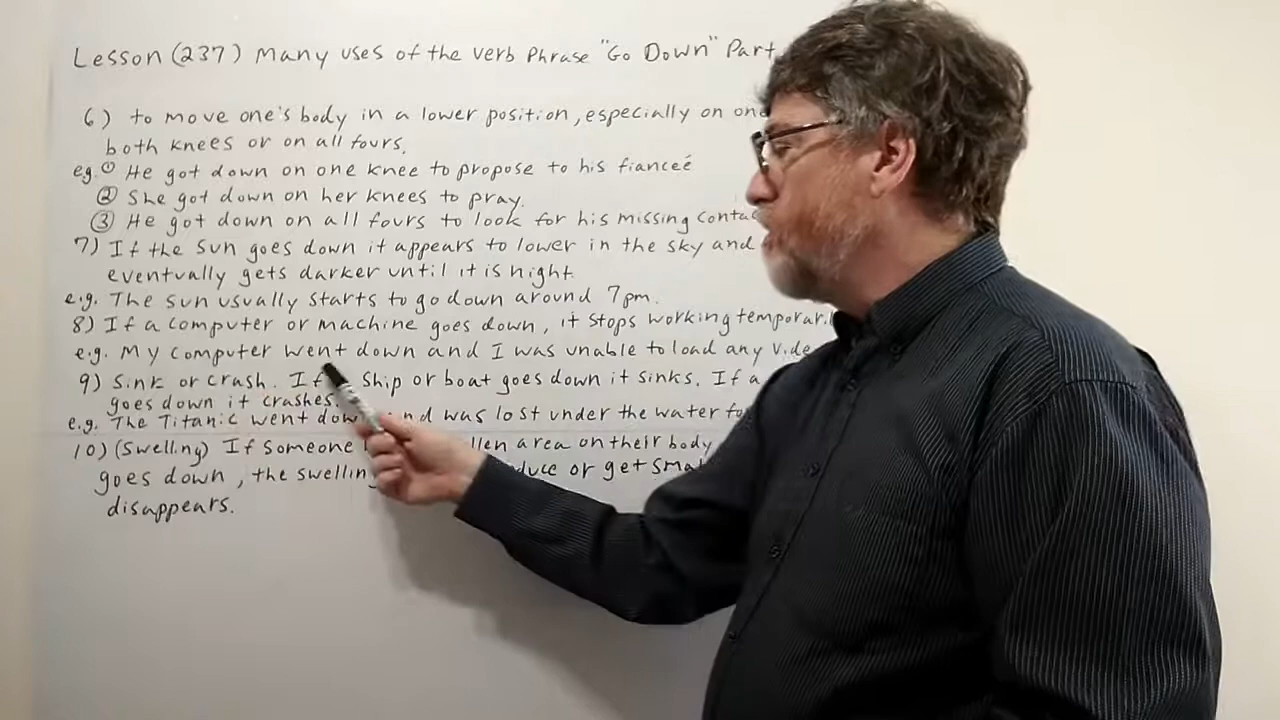 Lesson (237) Many uses of the verb Phrase "Go Down" Part
6) to move one's body in a lower position, especially on one
both knees or on all fours.
eg. ① He got down on one knee to propose to his fianceé
② She got down on her knees to pray.
③ He got down on all fours to look for his missing
7) If the sun goes down it appears to lower in the sky and
eventually gets darker until it is night
e.g. The sun usually starts to go down around 7pm.
8) If a computer or machine goes down, it stops working
e.g. My computer went down and I was unable to load any
9) Sink or crash. If ship or boat goes down it sinks. If a
goes down it crashes
e.g. The Titanic went down and was lost under the water
10) (Swelling) If someone area on their body
goes down, the swelling or get
disappears.